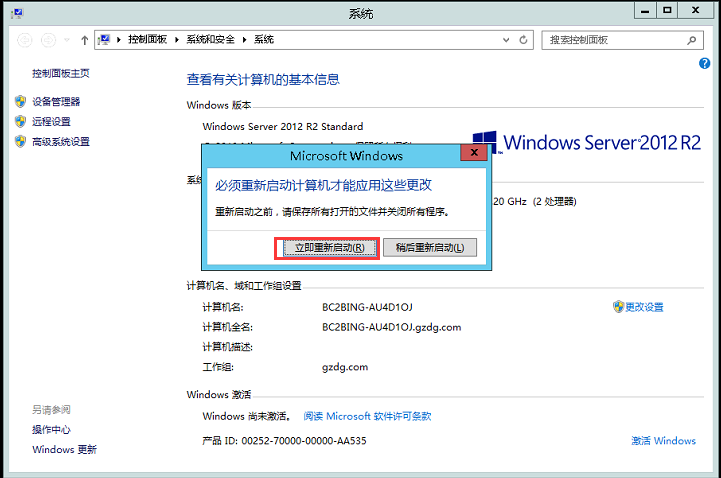 系统
控制面板
系统和安全
系统
搜索控制面板
控制面板主页
设备管理器
远程设置
高级系统设置
查看有关计算机的基本信息
Windows 版本
Windows Server 2012 R2 Standard
Windows Server 2012 R2
Microsoft Windows
必须重新启动计算机才能应用这些更改
重新启动之前，请保存所有打开的文件并关闭所有程序。
立即重新启动(R)
稍后重新启动(L)
20 GHz (2 处理器)
计算机名、域和工作组设置
计算机名: BC2BING-AU4D1OJ
更改设置
计算机全名: BC2BING-AU4D1OJ.gzdg.com
计算机描述:
工作组: gzdg.com
Windows 激活
Windows 尚未激活。 阅读 Microsoft 软件许可条款
产品 ID: 00252-70000-00000-AA535
激活 Windows
另请参阅
操作中心
Windows 更新